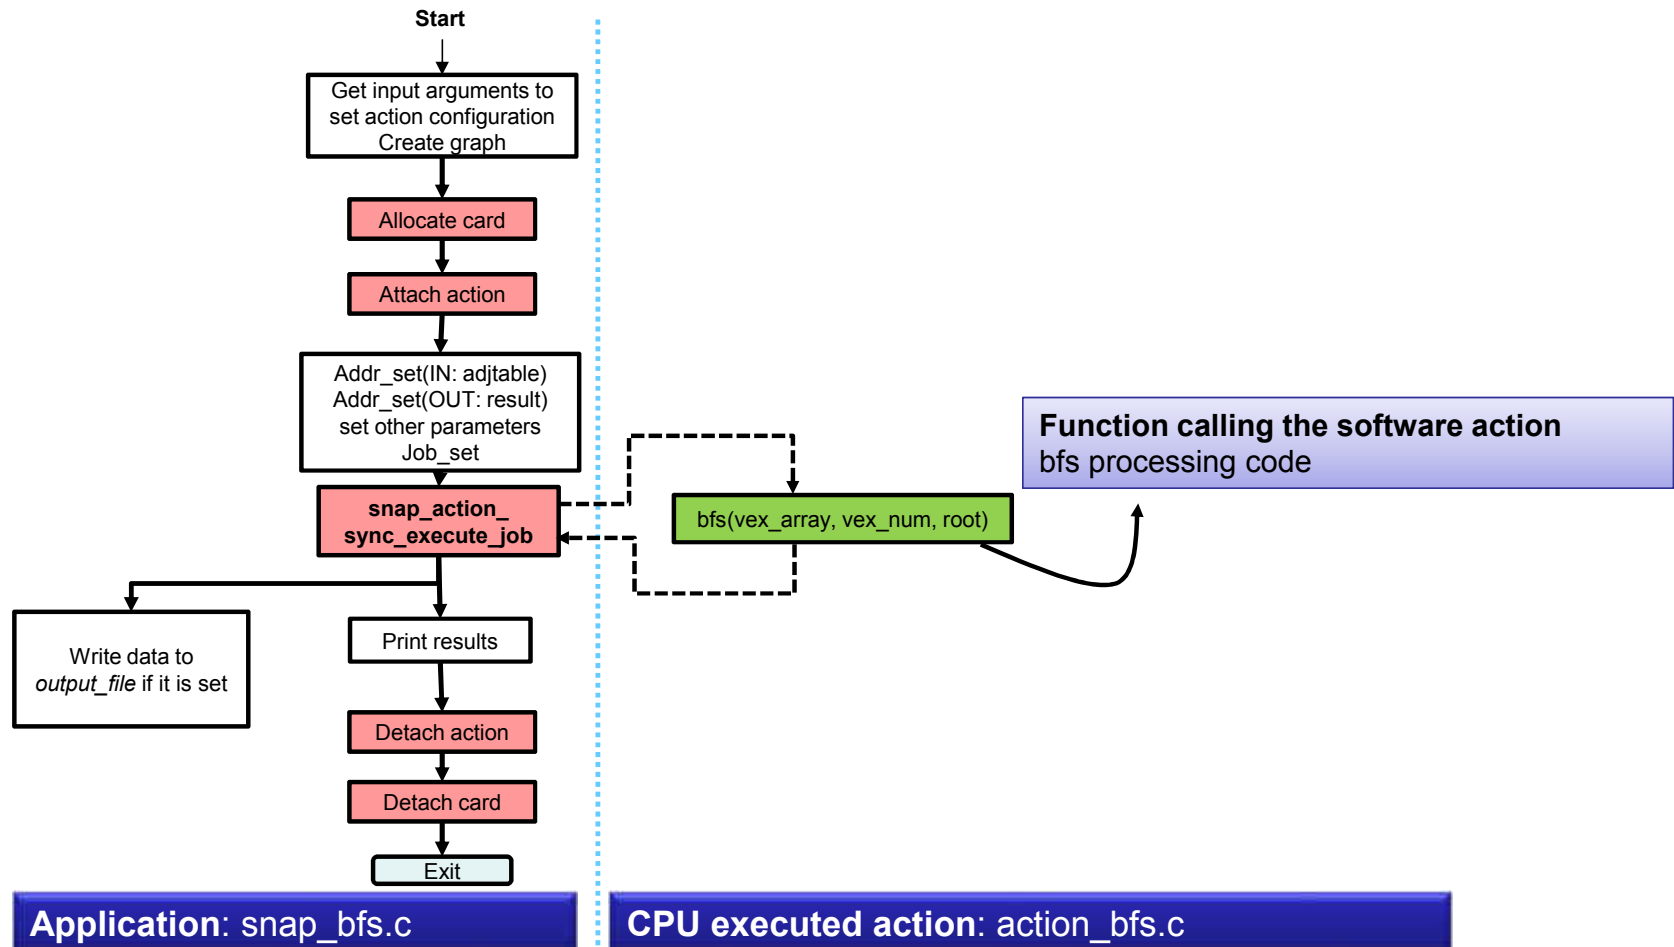 Start
Get input arguments to
set action configuration
Create graph
Allocate card
Attach action
Addr_set(IN: adjtable)
Addr_set(OUT: result)
set other parameters
Job_set
snap_action_
sync_execute_job
bfs(vex_array, vex_num, root)
Function calling the software action
bfs processing code
Write data to
output_file if it is set
Print results
Detach action
Detach card
Exit
Application: snap_bfs.c
CPU executed action: action_bfs.c